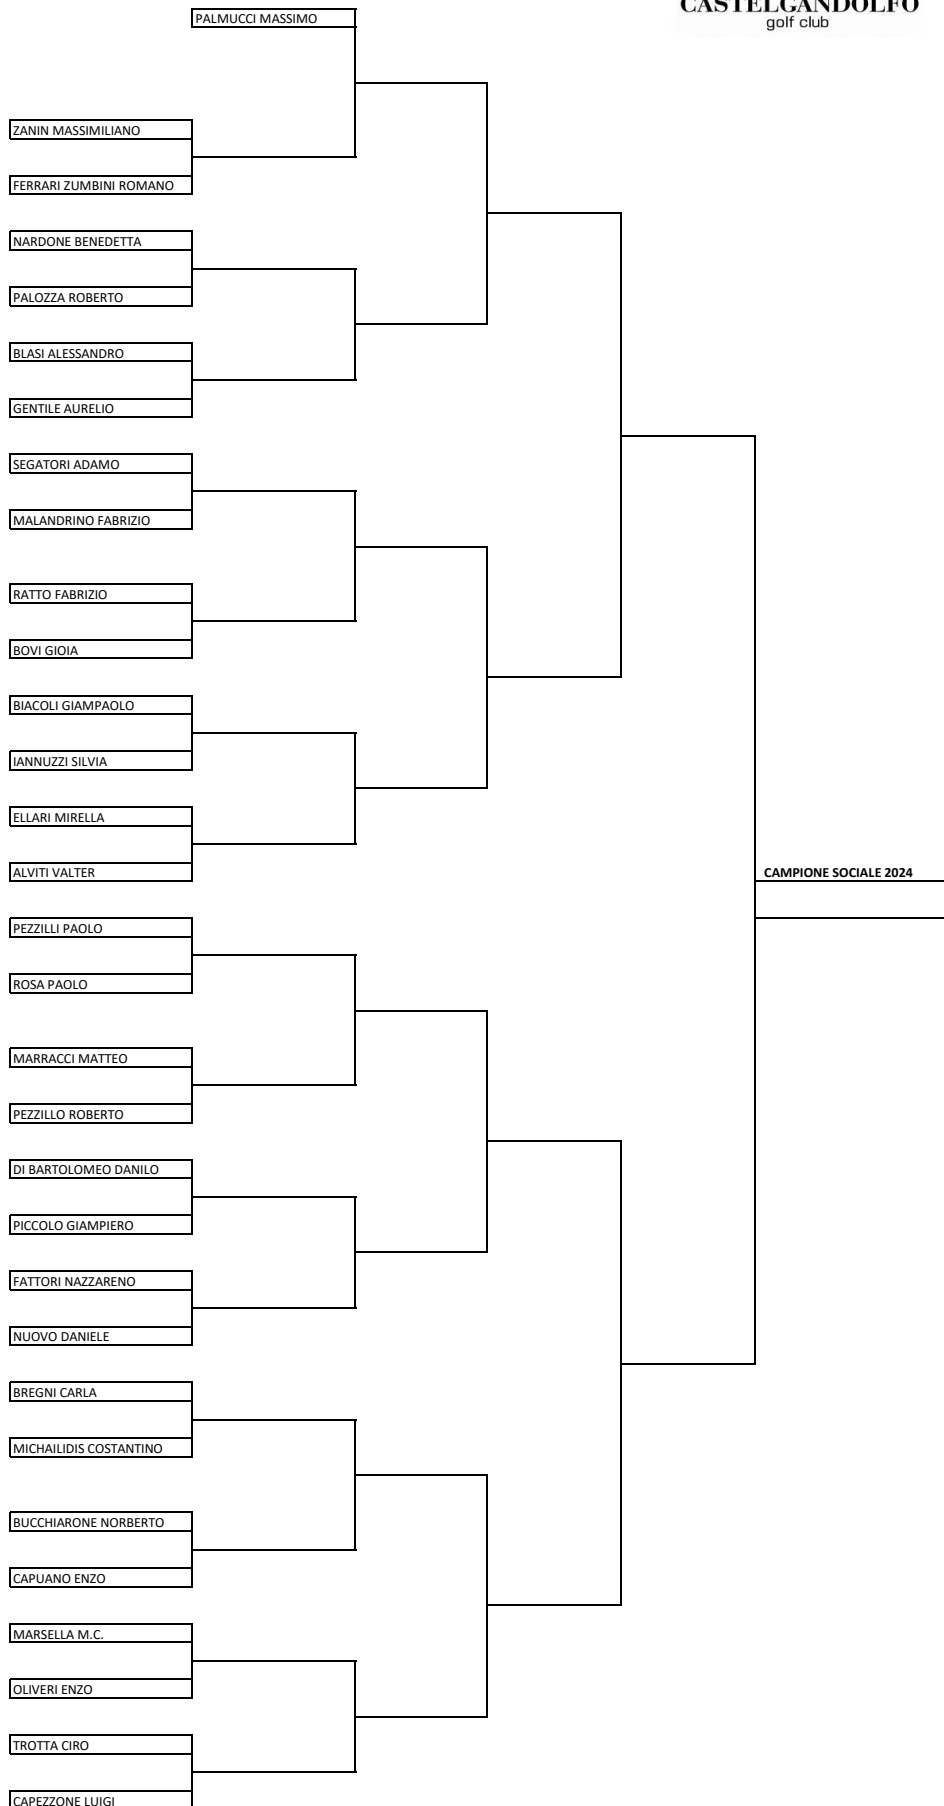 CASTELGANDOLFO
golf club
PALMUCCI MASSIMO
ZANIN MASSIMILIANO
FERRARI ZUMBINI ROMANO
NARDONE BENEDETTA
PALOZZA ROBERTO
BLASI ALESSANDRO
GENTILE AURELIO
SEGATORI ADAMO
MALANDRINO FABRIZIO
RATTO FABRIZIO
BOVI GIOIA
BIACOLI GIAMPAOLO
IANNUZZI SILVIA
ELLARI MIRELLA
ALVITI VALTER
CAMPIONE SOCIALE 2024
PEZZILLI PAOLO
ROSA PAOLO
MARRACCI MATTEO
PEZZILLO ROBERTO
DI BARTOLOMEO DANILO
PICCOLO GIAMPIERO
FATTORI NAZZARENO
NUOVO DANIELE
BREGNI CARLA
MICHAILIDIS COSTANTINO
BUCCHIARONE NORBERTO
CAPUANO ENZO
MARSELLA M.C.
OLIVERI ENZO
TROTTA CIRO
CAPEZZONE LUIGI